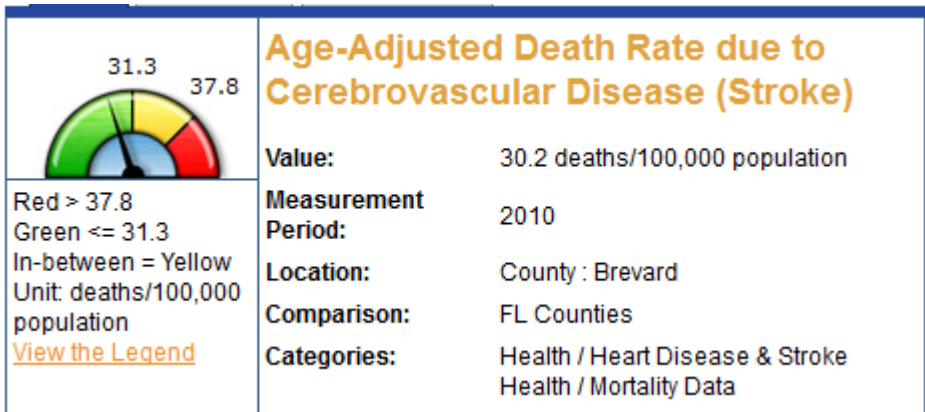 31.3
37.8
Red > 37.8
Green <= 31.3
In-between = Yellow
Unit: deaths/100,000
population
View the Legend
Age-Adjusted Death Rate due to
Cerebrovascular Disease (Stroke)
Value: 30.2 deaths/100,000 population
Measurement
Period: 2010
Location: County : Brevard
Comparison: FL Counties
Categories: Health / Heart Disease & Stroke
Health / Mortality Data